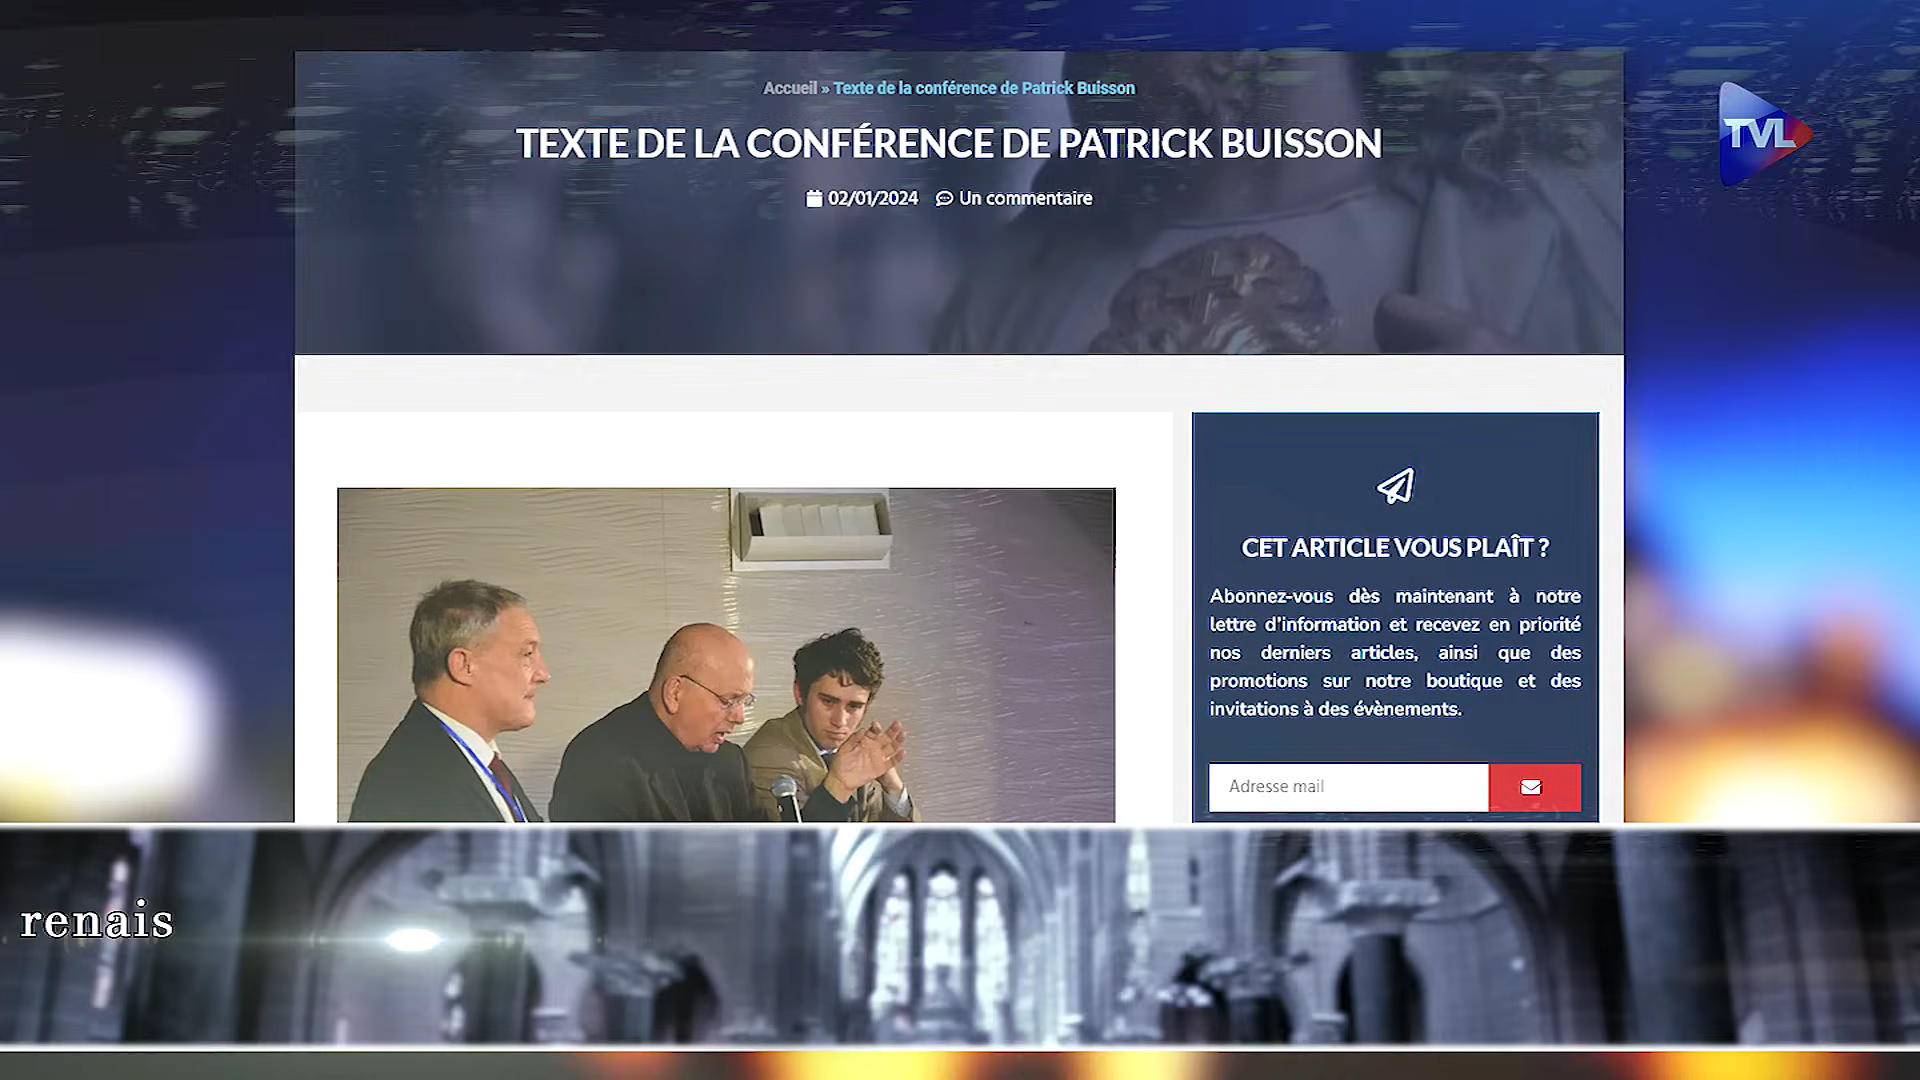 Accueil » Texte de la conférence de Patrick Buisson
TEXTE DE LA CONFÉRENCE DE PATRICK BUISSON
02/01/2024 Un commentaire
TVL
CET ARTICLE VOUS PLAÎT ?
Abonnez-vous dès maintenant à notre
lettre d'information et recevez en priorité
nos derniers articles, ainsi que des
promotions sur notre boutique et des
invitations à des évènements.
Adresse mail
renais